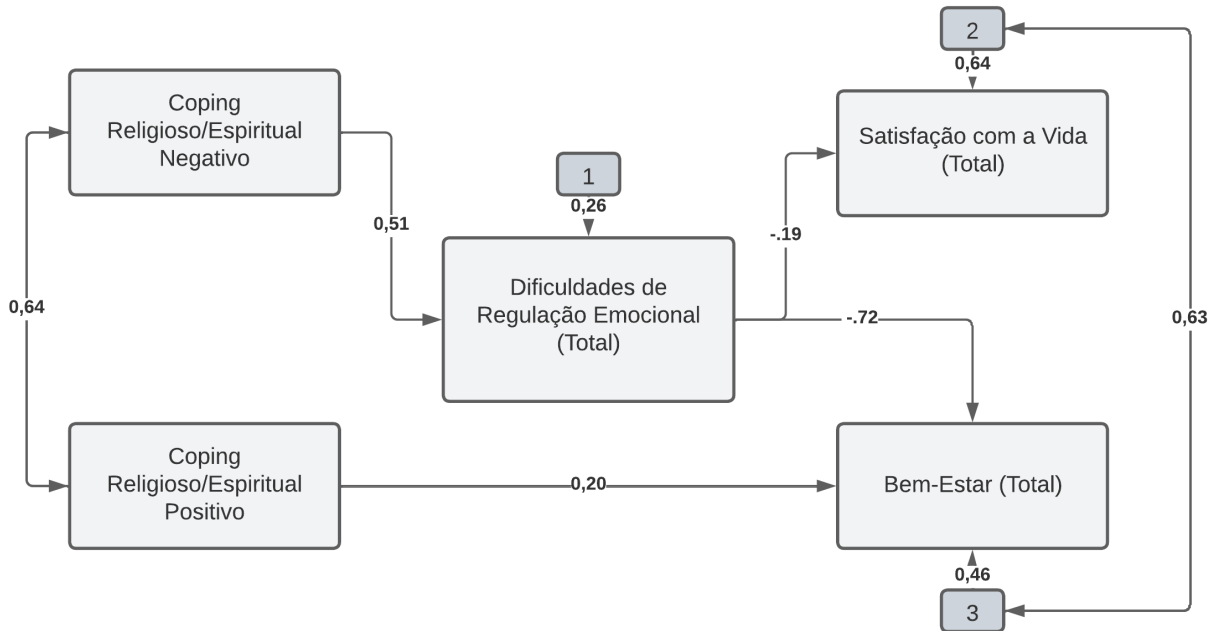 2
0,64
Coping
Religioso/Espiritual
Negativo
Satisfação com a Vida
(Total)
1
0,26
0,51
-.19
Dificuldades de
Regulação Emocional
(Total)
0,64
-.72
0,63
Coping
Religioso/Espiritual
Positivo
0,20
Bem-Estar (Total)
0,46
3